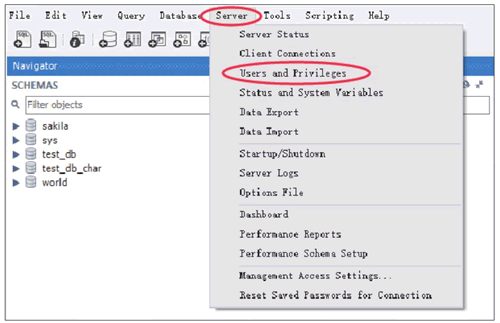 File Edit View Query Database Server Tools Scripting Help
Navigator
SCHEMAS
Filter objects
sakila
sys
test_db
test_db_char
world
Server Status
Client Connections
Users and Privileges
Status and System Variables
Data Export
Data Import
Startup/Shutdown
Server Logs
Options File
Dashboard
Performance Reports
Performance Schema Setup
Management Access Settings...
Reset Saved Passwords for Connection